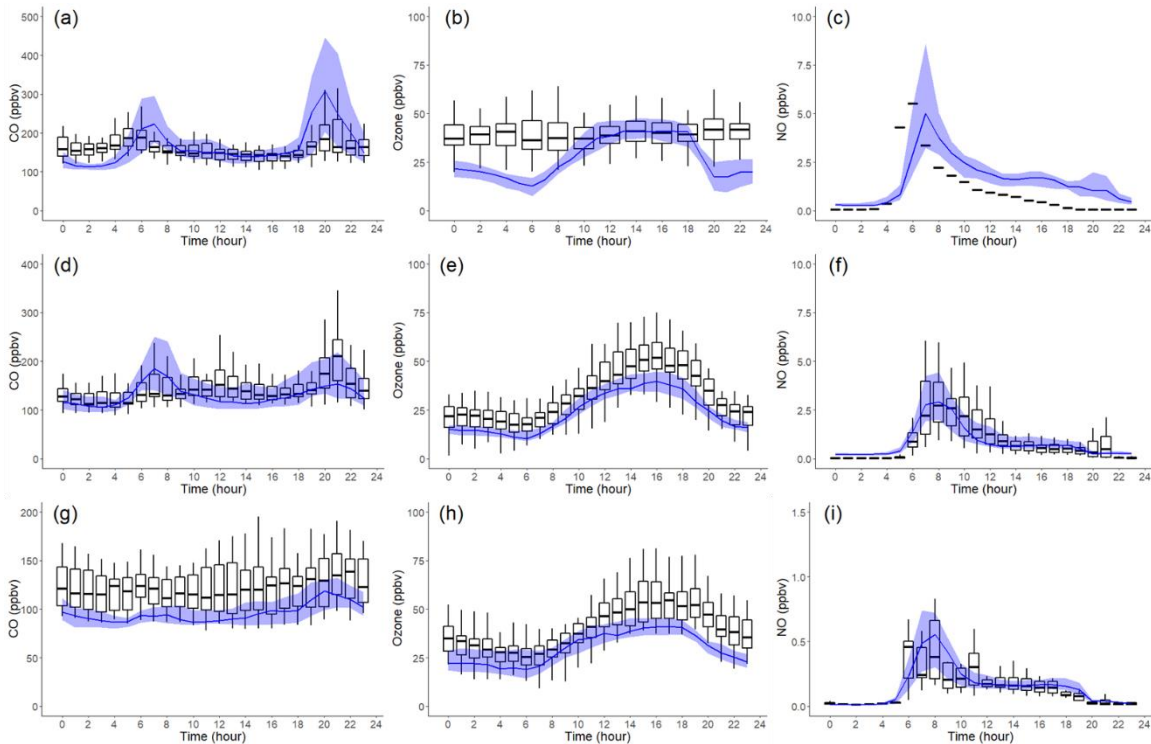 (a)
CO (ppbv)
500
400
300
200
100
0
0 2 4 6 8 10 12 14 16 18 20 22 24
Time (hour)
(b)
Ozone (ppbv)
100
75
50
25
0
0 2 4 6 8 10 12 14 16 18 20 22 24
Time (hour)
(c)
NO (ppbv)
10.0
7.5
5.0
2.5
0.0
0 2 4 6 8 10 12 14 16 18 20 22 24
Time (hour)
(d)
CO (ppbv)
400
300
200
100
0
0 2 4 6 8 10 12 14 16 18 20 22 24
Time (hour)
(e)
Ozone (ppbv)
100
75
50
25
0
0 2 4 6 8 10 12 14 16 18 20 22 24
Time (hour)
(f)
NO (ppbv)
10.0
7.5
5.0
2.5
0.0
0 2 4 6 8 10 12 14 16 18 20 22 24
Time (hour)
(g)
CO (ppbv)
200
150
100
50
0
0 2 4 6 8 10 12 14 16 18 20 22 24
Time (hour)
(h)
Ozone (ppbv)
100
75
50
25
0
0 2 4 6 8 10 12 14 16 18 20 22 24
Time (hour)
(i)
NO (ppbv)
1.5
1.0
0.5
0.0
0 2 4 6 8 10 12 14 16 18 20 22 24
Time (hour)